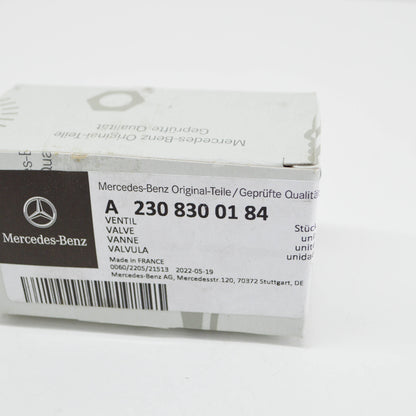 Mercedes-Benz Original-Teile
Geprüfte Qualität
Mercedes-Benz Original-Teile/Geprüfte Qualitä
A 230 830 01 84
VENTIL
VALVE
VANNE
VALVULA
Stück
unit
unité
unidad
Made in FRANCE
0060/2205/21513 2022-05-19
Mercedes-Benz AG, Mercedesstr.120, 70372 Stuttgart, DE
Mercedes-Benz